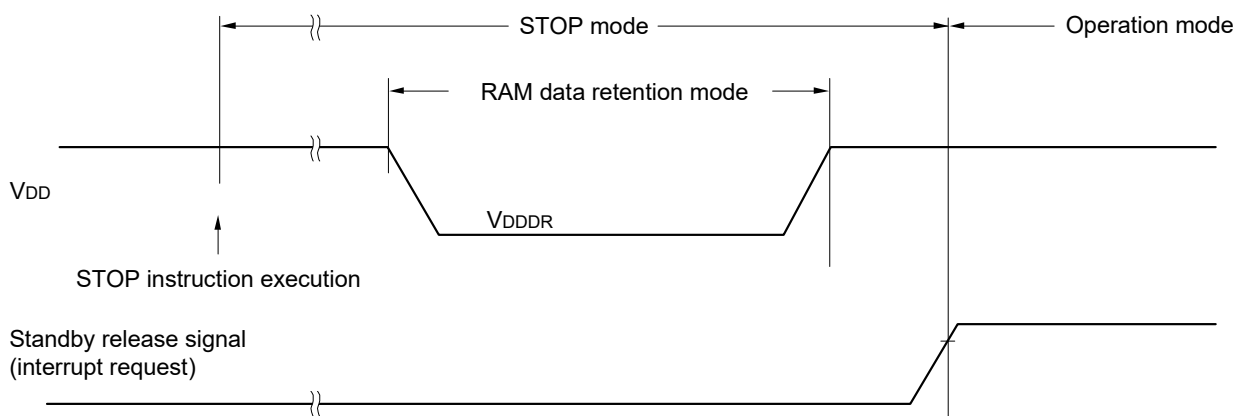 STOP mode
Operation mode
RAM data retention mode
VDD
VDDDR
STOP instruction execution
Standby release signal
(interrupt request)